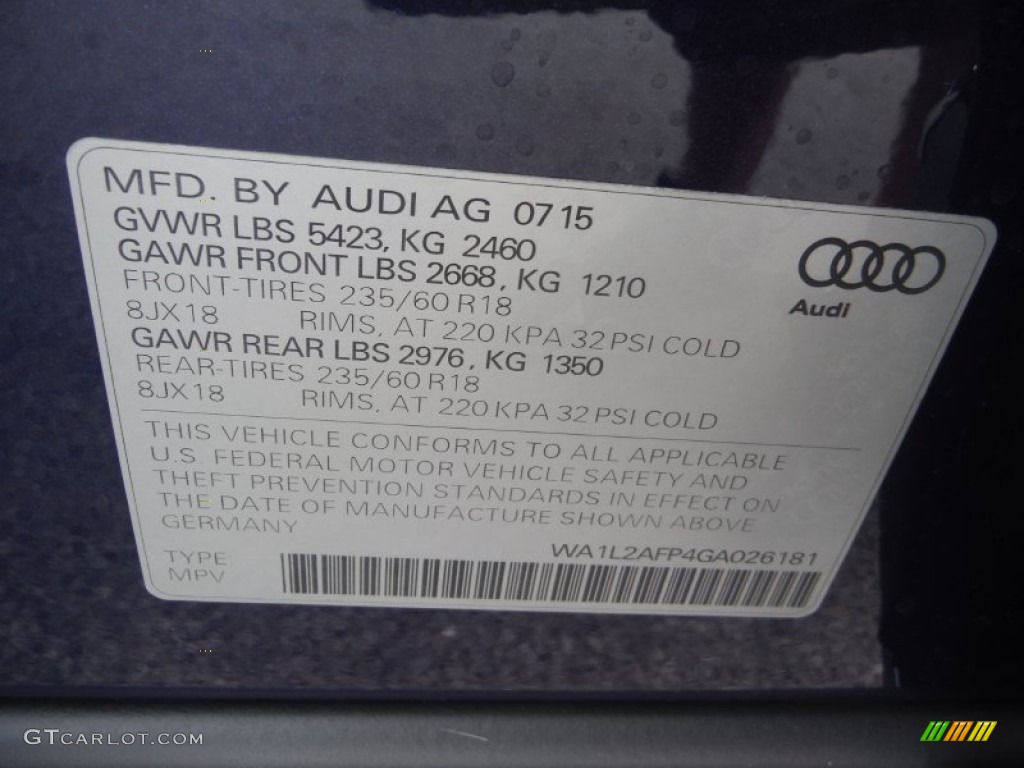 MFD. BY AUDI AG 07 15
GVWR LBS 5423, KG 2460
GAWR FRONT LBS 2668, KG 1210
FRONT-TIRES 235/60 R18
8JX18 RIMS, AT 220 KPA 32 PSI COLD
GAWR REAR LBS 2976, KG 1350
REAR-TIRES 235/60 R18
8JX18 RIMS, AT 220 KPA 32 PSI COLD
Audi
THIS VEHICLE CONFORMS TO ALL APPLICABLE
U.S. FEDERAL MOTOR VEHICLE SAFETY AND
THEFT PREVENTION STANDARDS IN EFFECT ON
THE DATE OF MANUFACTURE SHOWN ABOVE
GERMANY
WA1L2AFP4GA026181
TYPE
MPV
GTCARLOT.COM